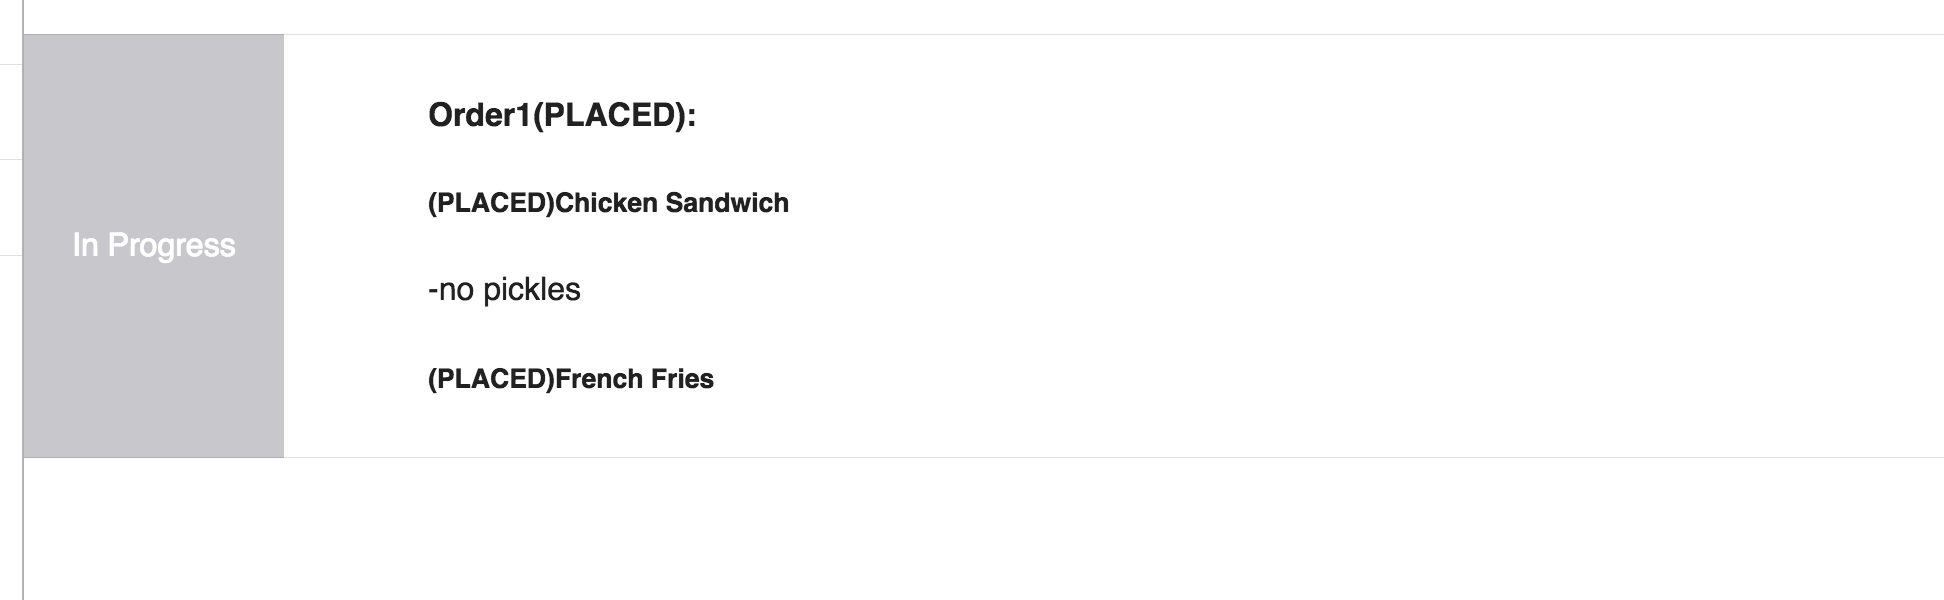 In Progress
Order1(PLACED):
(PLACED)Chicken Sandwich
-no pickles
(PLACED)French Fries